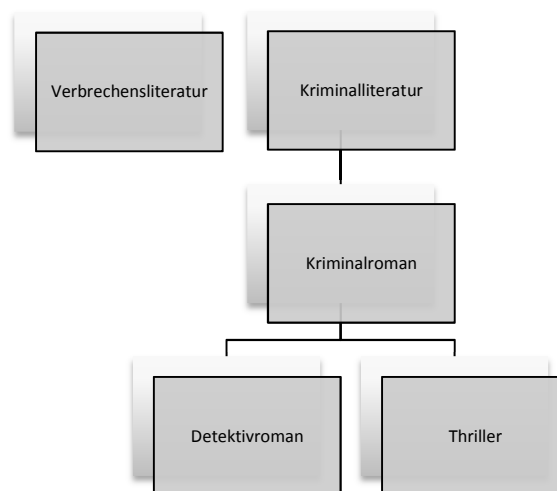 Verbrechensliteratur
Kriminalliteratur
Kriminalroman
Detektivroman
Thriller